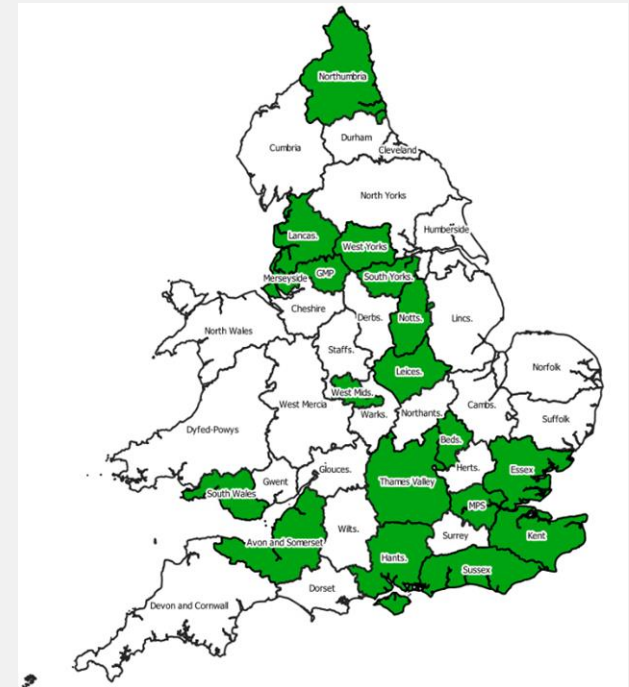 Northumbria
Durham
Cumbria
Cleveland
North Yorks
Humberside
Lancas.
West Yorks
Merseyside
GMP
South Yorks.
Cheshire
Derbs.
Notts.
Lincs.
North Wales
Staffs.
Leices.
Norfolk
West Mids.
West Mercia
Warks.
Northants.
Cambs.
Suffolk
Dyfed-Powys
Beds.
Glouces.
Herts.
Essex
Gwent
Thames Valley
South Wales
MPS
Wilts.
Surrey
Kent
Avon and Somerset
Hants.
Sussex
Dorset
Devon and Cornwall